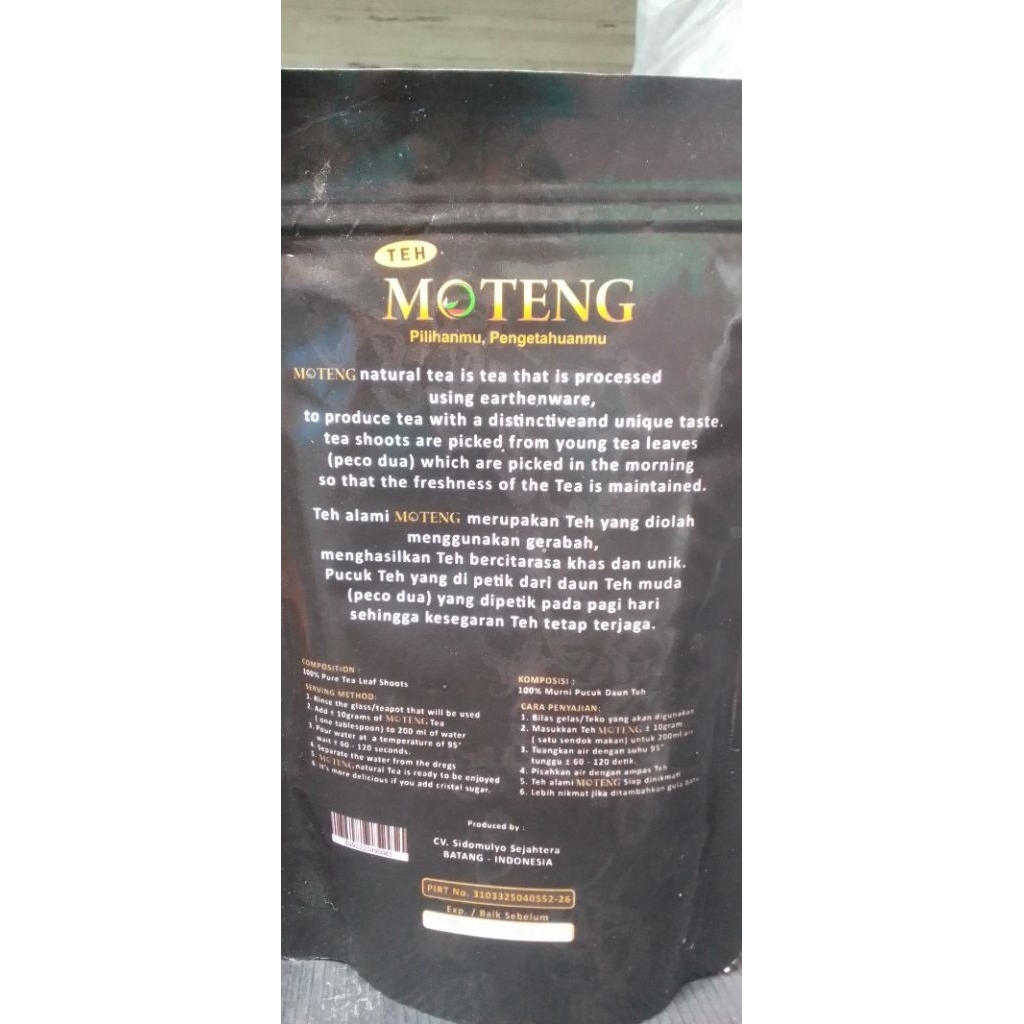 TEH
MOTENG
Pilihanmu, Pengetahuanmu
MOTENG natural tea is tea that is processed
using earthenware,
to produce tea with a distinctiveand unique taste.
tea shoots are picked from young tea leaves
(peco dua) which are picked in the morning
so that the freshness of the Tea is maintained.
Teh alami MOTENG merupakan Teh yang diolah
menggunakan gerabah,
menghasilkan Teh bercitarasa khas dan unik.
Pucuk Teh yang di petik dari daun Teh muda
(peco dua) yang dipetik pada pagi hari
sehingga kesegaran Teh tetap terjaga.
COMPOSITION :
100% Pure Tea Leaf Shoots
SERVING METHOD:
1. Rinse the glass/teapot that will be used
2. Add ± 10grams of MOTENG Tea
( one tablespoon) to 200 ml of water
3. Pour water at a temperature of 95°
wait ± 60 - 120 seconds.
4. Separate the water from the dregs
5. MOTENG natural Tea is ready to be enjoyed
6. It's more delicious if you add cristal sugar.
KOMPOSISI :
100% Murni Pucuk Daun Teh
CARA PENYAJIAN:
1. Bilas gelas/Teko yang akan digunakan
2. Masukkan Teh MOTENG ± 10gram
( satu sendok makan) untuk 200ml air
3. Tuangkan air dengan suhu 95°
tunggu ± 60 - 120 detik.
4. Pisahkan air dengan ampas Teh
5. Teh alami MOTENG Siap dinikmati
6. Lebih nikmat jika ditambahkan gula batu
Produced by :
CV. Sidomulyo Sejahtera
BATANG - INDONESIA
PIRT No. 3103325040552-26
Exp. / Baik Sebelum